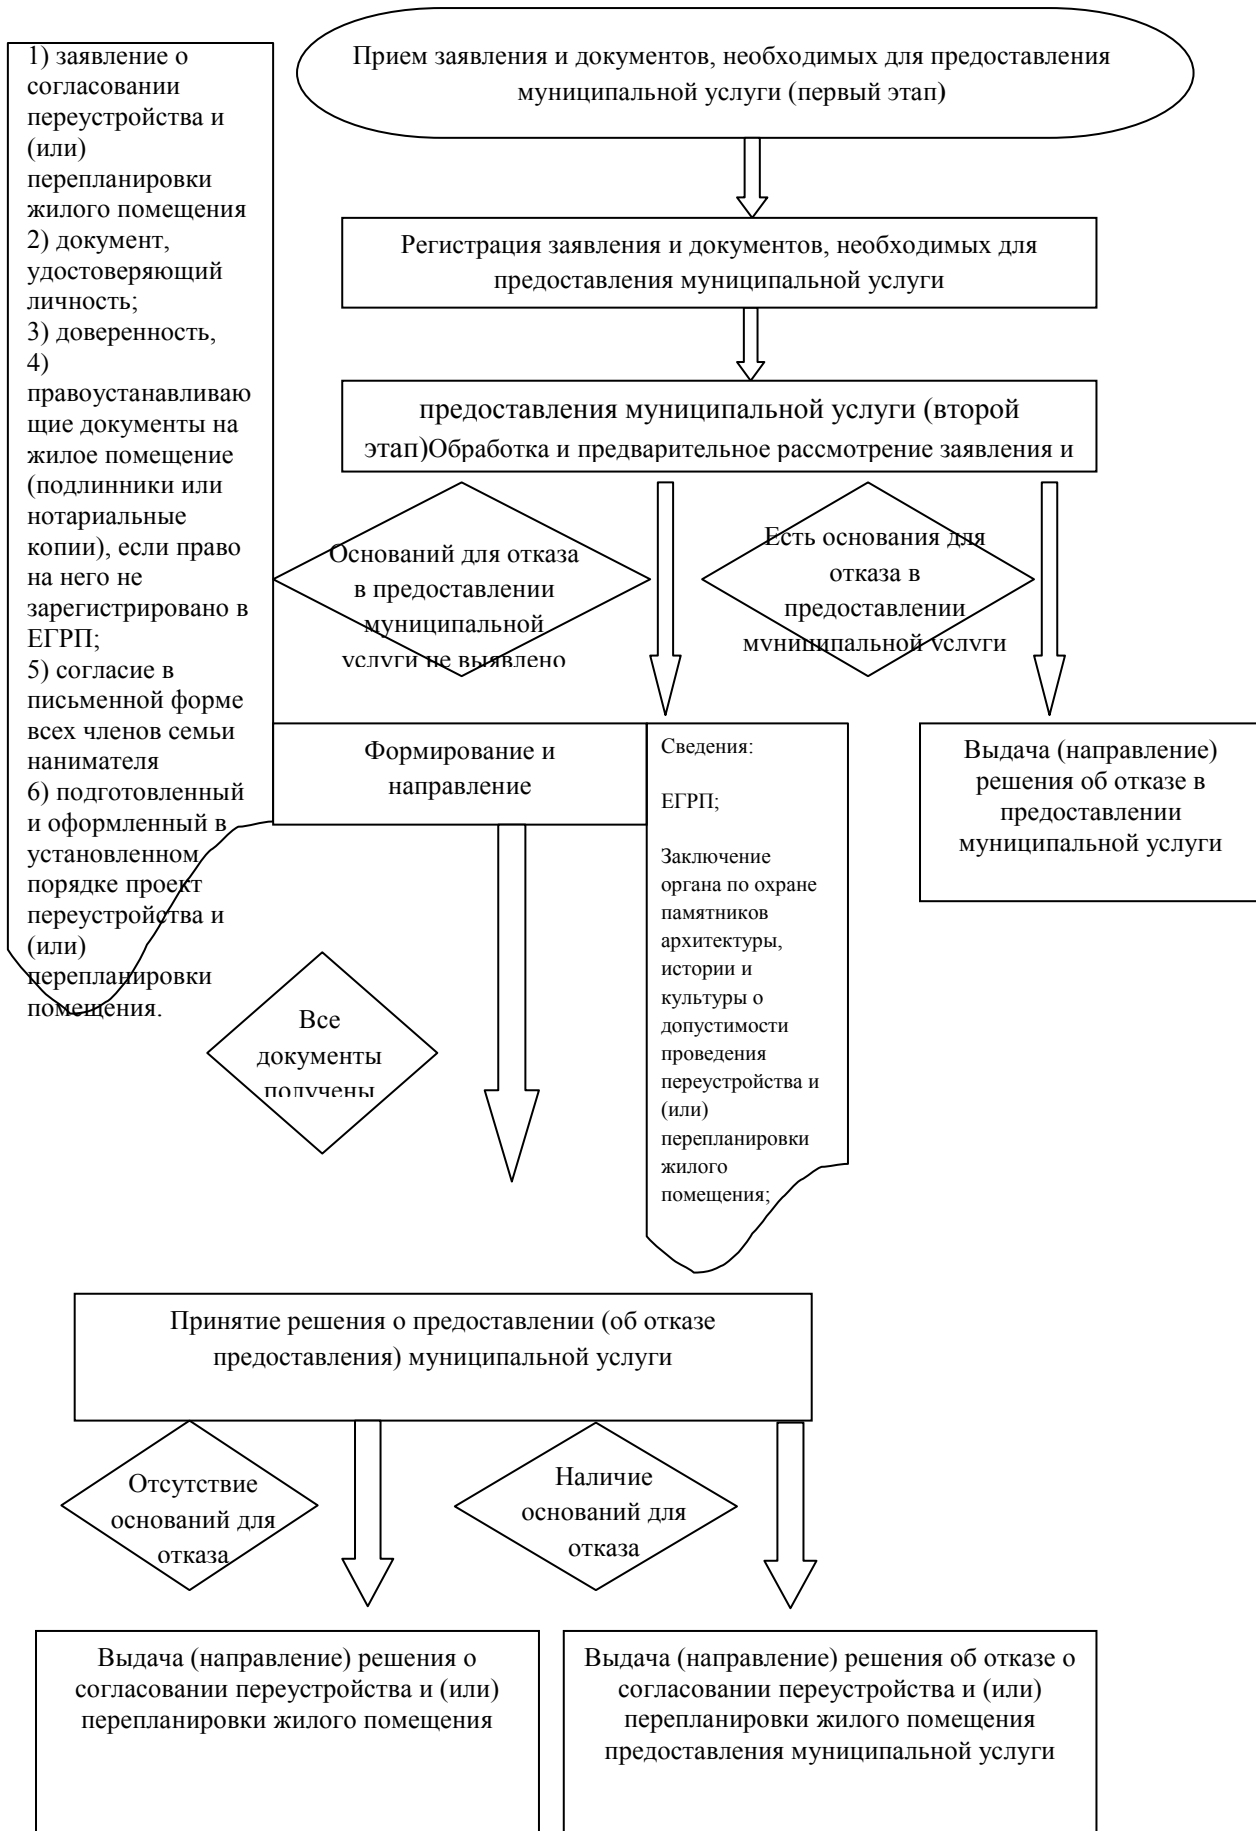 Прием заявления и документов, необходимых для предоставления
муниципальной услуги (первый этап)
1) заявление о
согласовании
переустройства и
(или)
перепланировки
жилого помещения
2) документ,
удостоверяющий
личность;
3) доверенность,
4)
правоустанавливаю
щие документы на
жилое помещение
(подлинники или
нотариальные
копии), если право
на него не
зарегистрировано в
ЕГРП;
5) согласие в
письменной форме
всех членов семьи
нанимателя
6) подготовленный
и оформленный в
установленном
порядке проект
переустройства и
(или)
перепланировки
помещения.
Регистрация заявления и документов, необходимых для
предоставления муниципальной услуги
предоставления муниципальной услуги (второй
этап)Обработка и предварительное рассмотрение заявления и
Оснований для отказа
в предоставлении
муниципальной
услуги не выявлено
Есть основания для
отказа в
предоставлении
муниципальной услуги
Формирование и
направление
Сведения:
ЕГРП;
Заключение
органа по охране
памятников
архитектуры,
истории и
культуры о
допустимости
проведения
переустройства и
(или)
перепланировки
жилого
помещения;
Выдача (направление)
решения об отказе в
предоставлении
муниципальной услуги
Все
документы
получены
Принятие решения о предоставлении (об отказе
предоставления) муниципальной услуги
Отсутствие
оснований для
отказа
Наличие
оснований для
отказа
Выдача (направление) решения о
согласовании переустройства и (или)
перепланировки жилого помещения
Выдача (направление) решения об отказе о
согласовании переустройства и (или)
перепланировки жилого помещения
предоставления муниципальной услуги